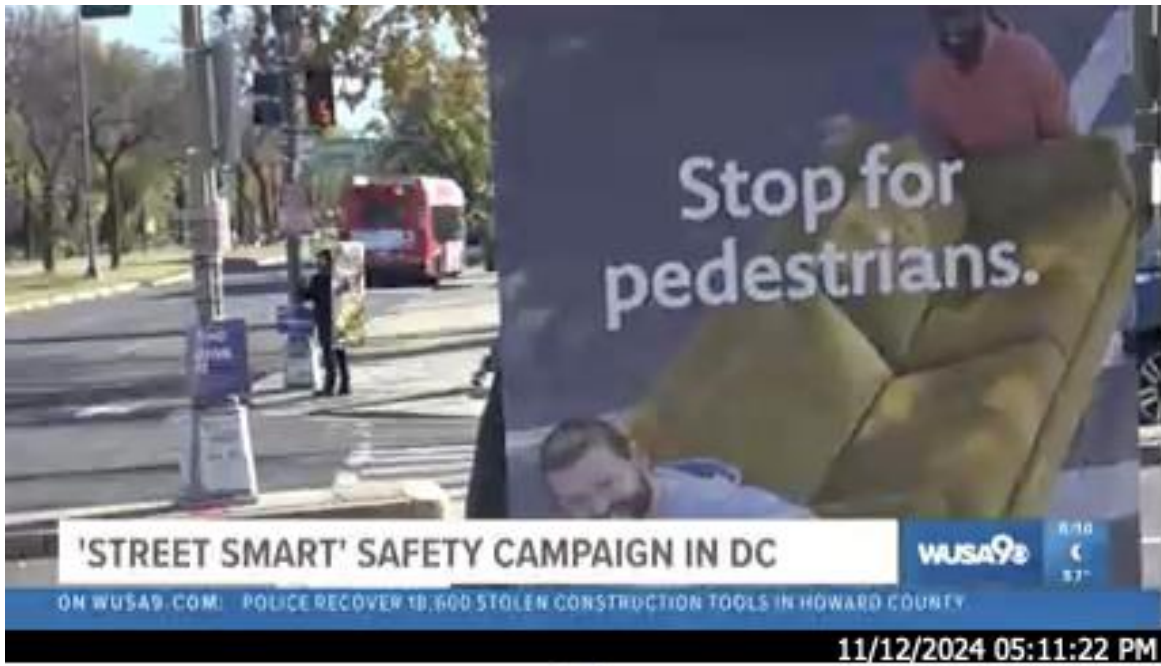 Stop for
pedestrians.
'STREET SMART' SAFETY CAMPAIGN IN DC
WUSA9
57°
ON WUSA9.COM: POLICE RECOVER 18,600 STOLEN CONSTRUCTION TOOLS IN HOWARD COUNTY
11/12/2024 05:11:22 PM